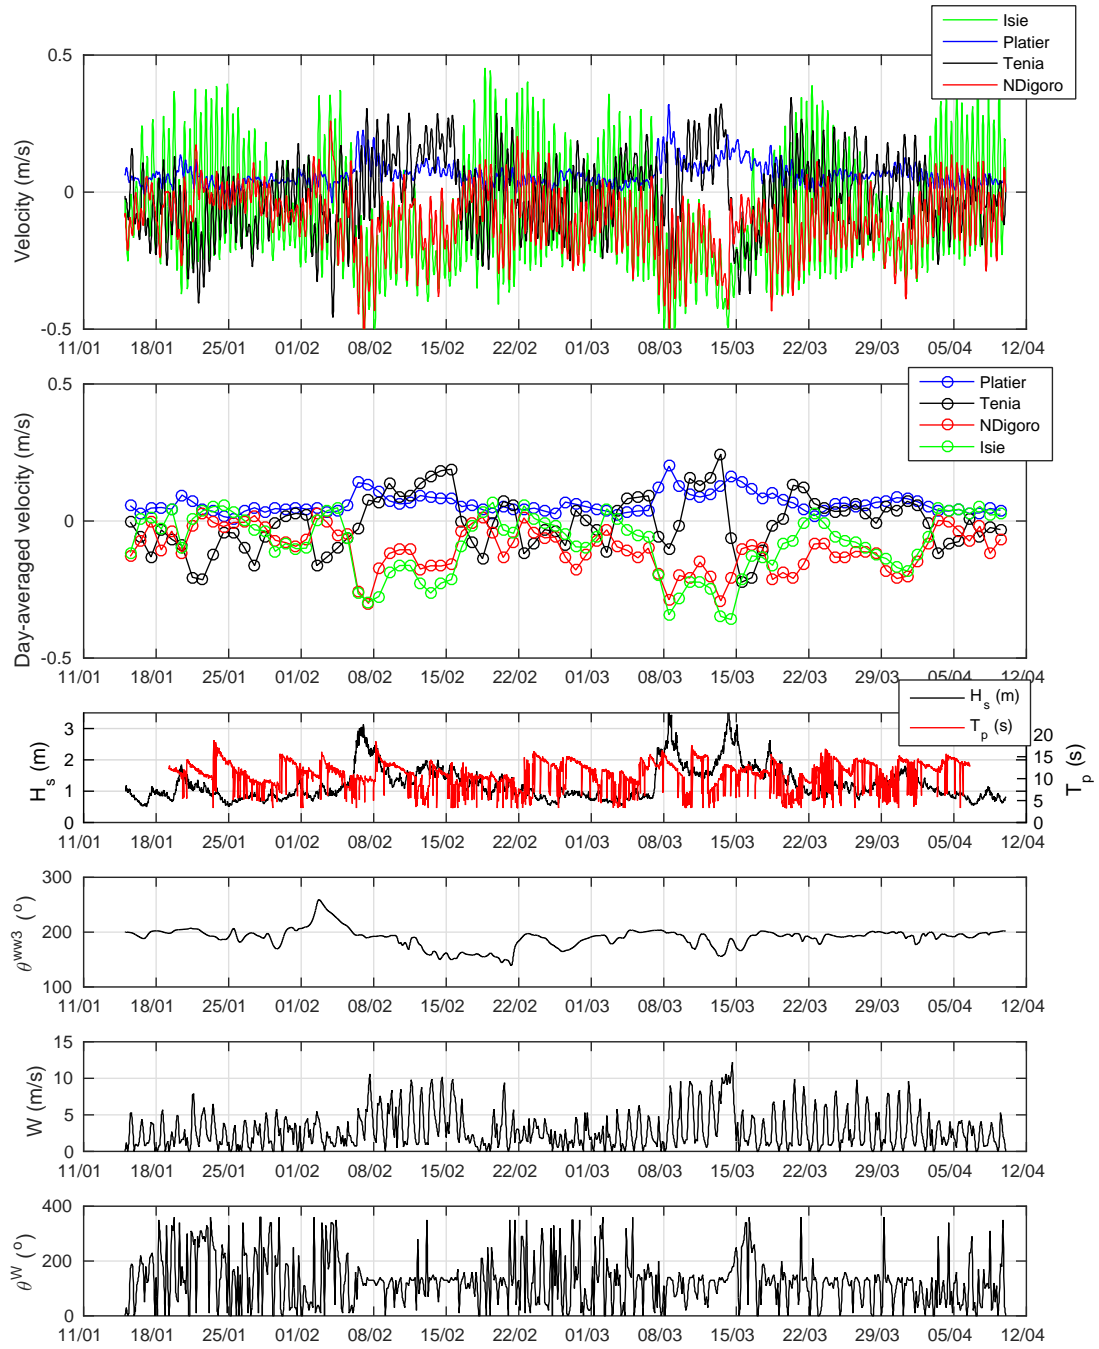 Isie
Platier
Tenia
NDigoro
0.5
0
-0.5
Velocity (m/s)
11/01 18/01 25/01 01/02 08/02 15/02 22/02 01/03 08/03 15/03 22/03 29/03 05/04 12/04
Platier
Tenia
NDigoro
Isie
0.5
0
-0.5
Day-averaged velocity (m/s)
11/01 18/01 25/01 01/02 08/02 15/02 22/02 01/03 08/03 15/03 22/03 29/03 05/04 12/04
H_s (m)
T_p (s)
3
2
1
0
H_s (m)
20
15
10
5
0
T_p (s)
11/01 18/01 25/01 01/02 08/02 15/02 22/02 01/03 08/03 15/03 22/03 29/03 05/04 12/04
300
200
100
θ^ww3 (°)
11/01 18/01 25/01 01/02 08/02 15/02 22/02 01/03 08/03 15/03 22/03 29/03 05/04 12/04
15
10
5
0
W (m/s)
11/01 18/01 25/01 01/02 08/02 15/02 22/02 01/03 08/03 15/03 22/03 29/03 05/04 12/04
400
200
0
θ^W (°)
11/01 18/01 25/01 01/02 08/02 15/02 22/02 01/03 08/03 15/03 22/03 29/03 05/04 12/04